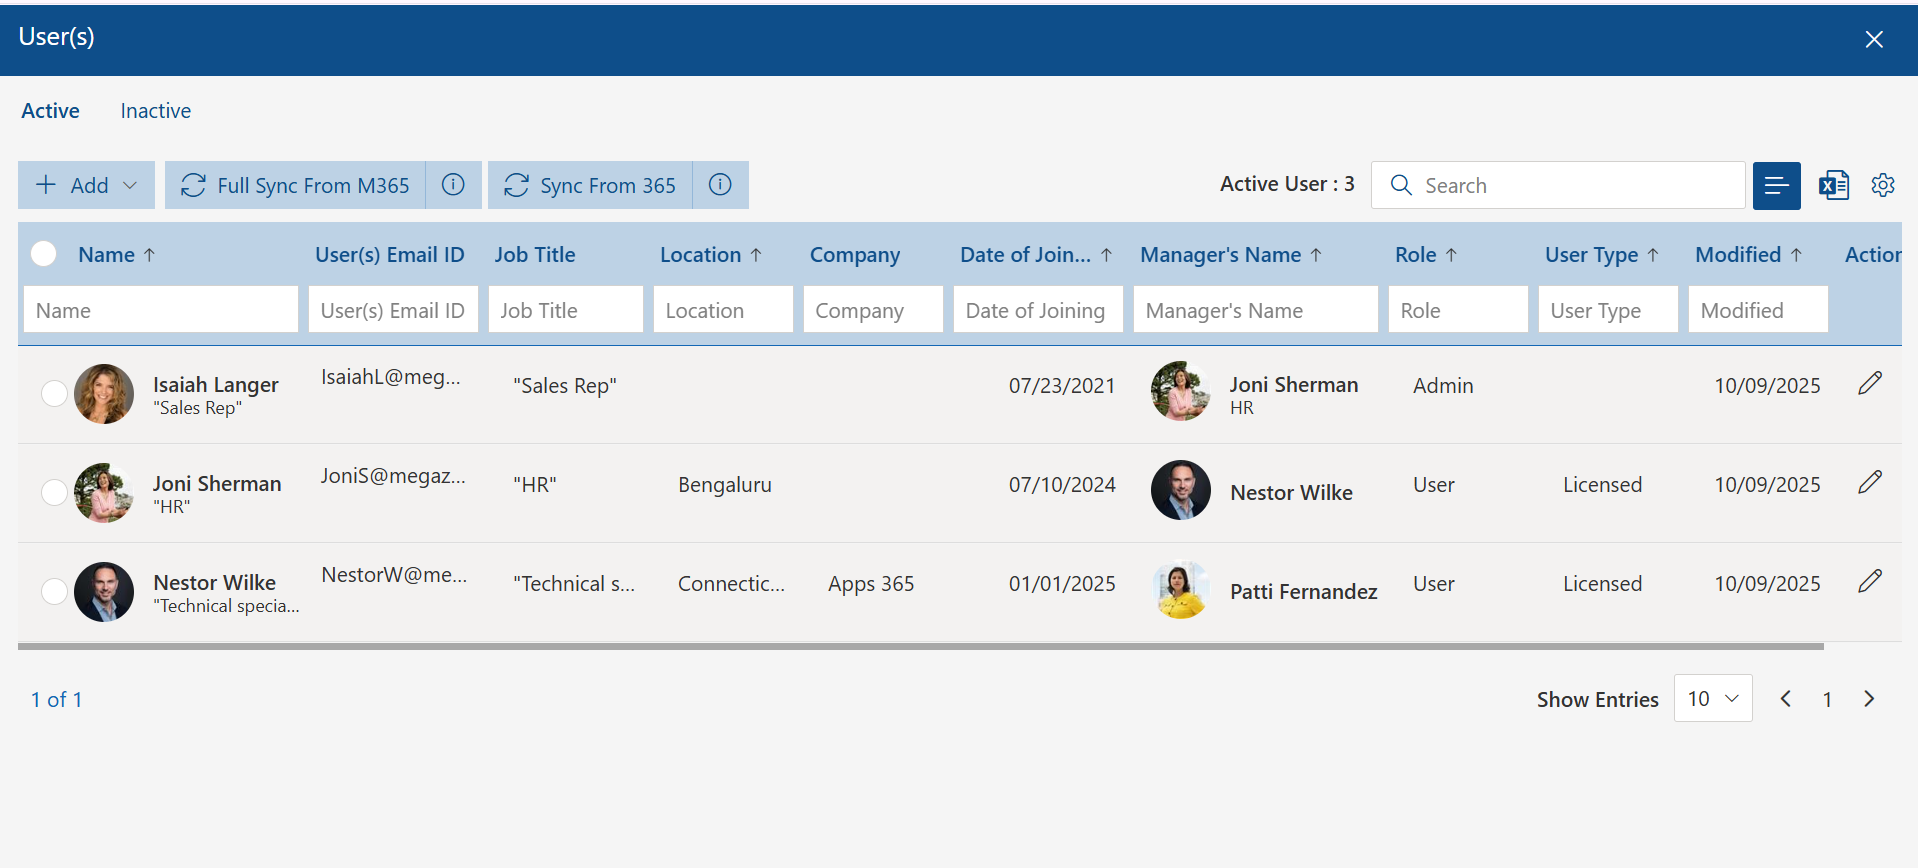 User(s)
Active Inactive
Add Full Sync From M365 Sync From 365 Active User : 3 Search
Name User(s) Email ID Job Title Location Company Date of Join... Manager's Name Role User Type Modified Action
Name User(s) Email ID Job Title Location Company Date of Joining Manager's Name Role User Type Modified
Isaiah Langer IsaiahL@meg... "Sales Rep" 07/23/2021 Joni Sherman Admin 10/09/2025
"Sales Rep" HR
Joni Sherman JoniS@megaz... "HR" Bengaluru 07/10/2024 Nestor Wilke User Licensed 10/09/2025
"HR"
Nestor Wilke NestorW@me... "Technical s... Connectic... Apps 365 01/01/2025 Patti Fernandez User Licensed 10/09/2025
"Technical specia...
1 of 1 Show Entries 10 1